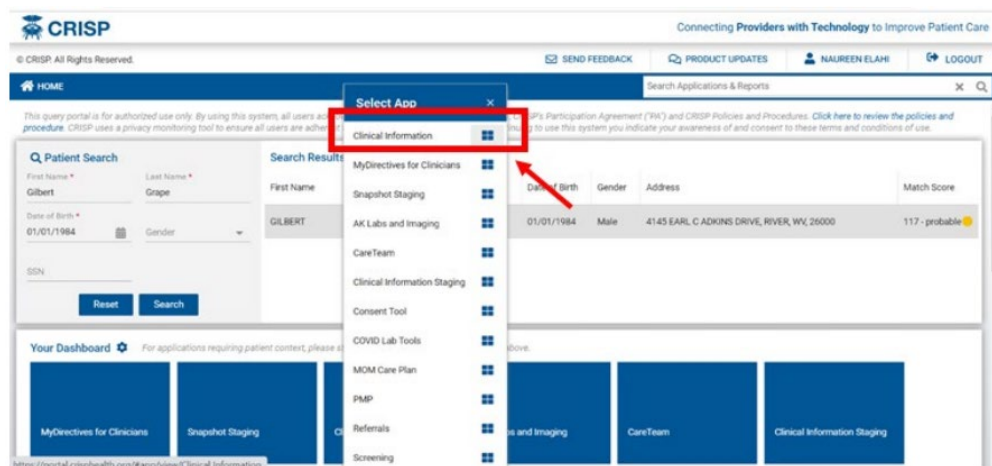 CRISP
Connecting Providers with Technology to Improve Patient Care
© CRISP. All Rights Reserved.
SEND FEEDBACK
PRODUCT UPDATES
NAUREEN ELAHI
LOGOUT
HOME
Search Applications & Reports
This query portal is for authorized use only. By using this system, all users
CRISP's Participation Agreement ("PA") and CRISP Policies and Procedures. Click here to review the policies and
procedure. CRISP uses a privacy monitoring tool to ensure all users are
to use this system you indicate your awareness of and consent to these terms and conditions of use.
Patient Search
First Name *
Last Name *
Gilbert
Grape
Date of Birth *
01/01/1984
Gender
SSN
Reset
Search
Search Results
First Name
Date of Birth
Gender
Address
Match Score
GILBERT
01/01/1984
Male
4145 EARL C ADKINS DRIVE, RIVER, WV, 26000
117 - probable
Select App
Clinical Information
MyDirectives for Clinicians
Snapshot Staging
AK Labs and Imaging
CareTeam
Clinical Information Staging
Consent Tool
COVID Lab Tools
MOM Care Plan
PMP
Referrals
Screening
Your Dashboard
For applications requiring patient context, please
above.
MyDirectives for Clinicians
Snapshot Staging
and Imaging
CareTeam
Clinical Information Staging